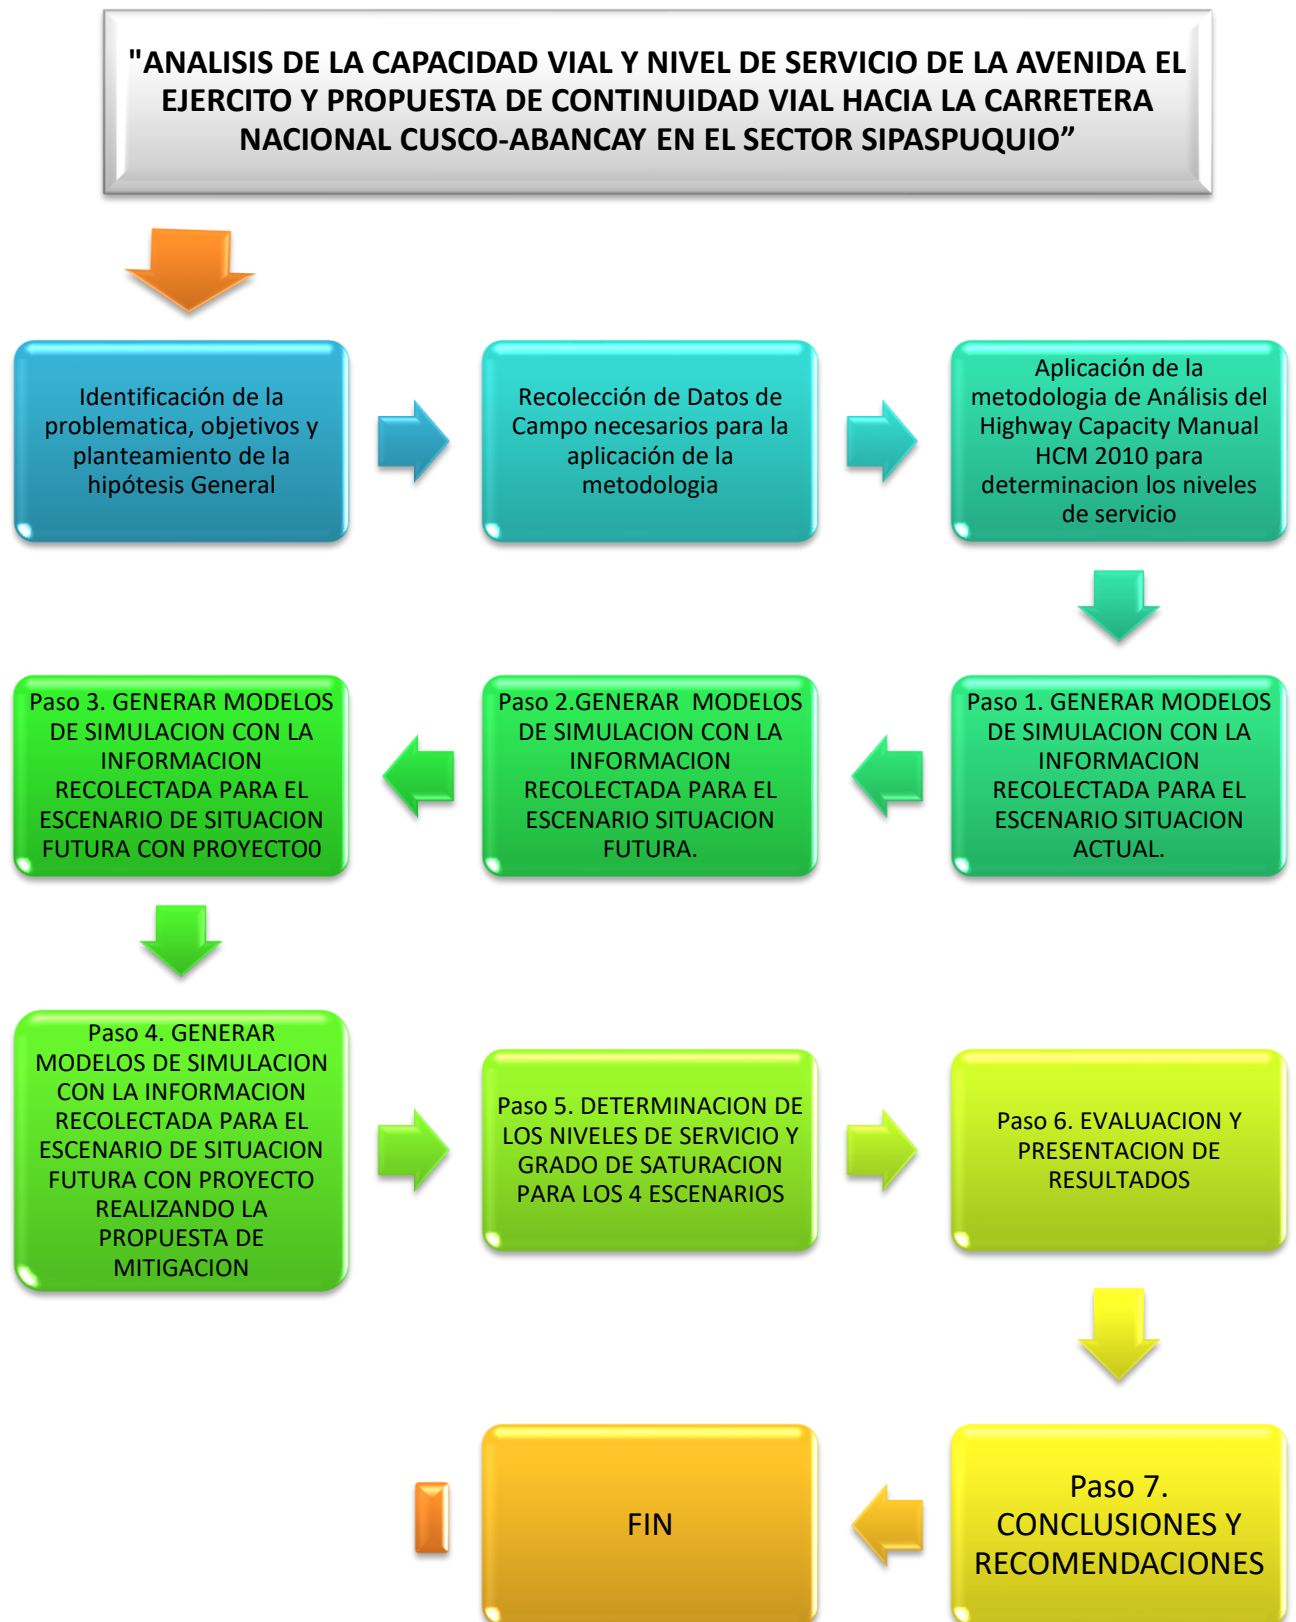 "ANALISIS DE LA CAPACIDAD VIAL Y NIVEL DE SERVICIO DE LA AVENIDA EL
EJERCITO Y PROPUESTA DE CONTINUIDAD VIAL HACIA LA CARRETERA
NACIONAL CUSCO-ABANCAY EN EL SECTOR SIPASPUQUIO”
Identificación de la
problematica, objetivos y
planteamiento de la
hipótesis General
Recolección de Datos de
Campo necesarios para la
aplicación de la
metodologia
Aplicación de la
metodologia de Análisis del
Highway Capacity Manual
HCM 2010 para
determinacion los niveles
de servicio
Paso 1. GENERAR MODELOS
DE SIMULACION CON LA
INFORMACION
RECOLECTADA PARA EL
ESCENARIO SITUACION
ACTUAL.
Paso 2.GENERAR  MODELOS
DE SIMULACION CON LA
INFORMACION
RECOLECTADA PARA EL
ESCENARIO SITUACION
FUTURA.
Paso 3. GENERAR MODELOS
DE SIMULACION CON LA
INFORMACION
RECOLECTADA PARA EL
ESCENARIO DE SITUACION
FUTURA CON PROYECTO0
Paso 4. GENERAR
MODELOS DE SIMULACION
CON LA INFORMACION
RECOLECTADA PARA EL
ESCENARIO DE SITUACION
FUTURA CON PROYECTO
REALIZANDO LA
PROPUESTA DE
MITIGACION
Paso 5. DETERMINACION DE
LOS NIVELES DE SERVICIO Y
GRADO DE SATURACION
PARA LOS 4 ESCENARIOS
Paso 6. EVALUACION Y
PRESENTACION DE
RESULTADOS
Paso 7.
CONCLUSIONES Y
RECOMENDACIONES
FIN